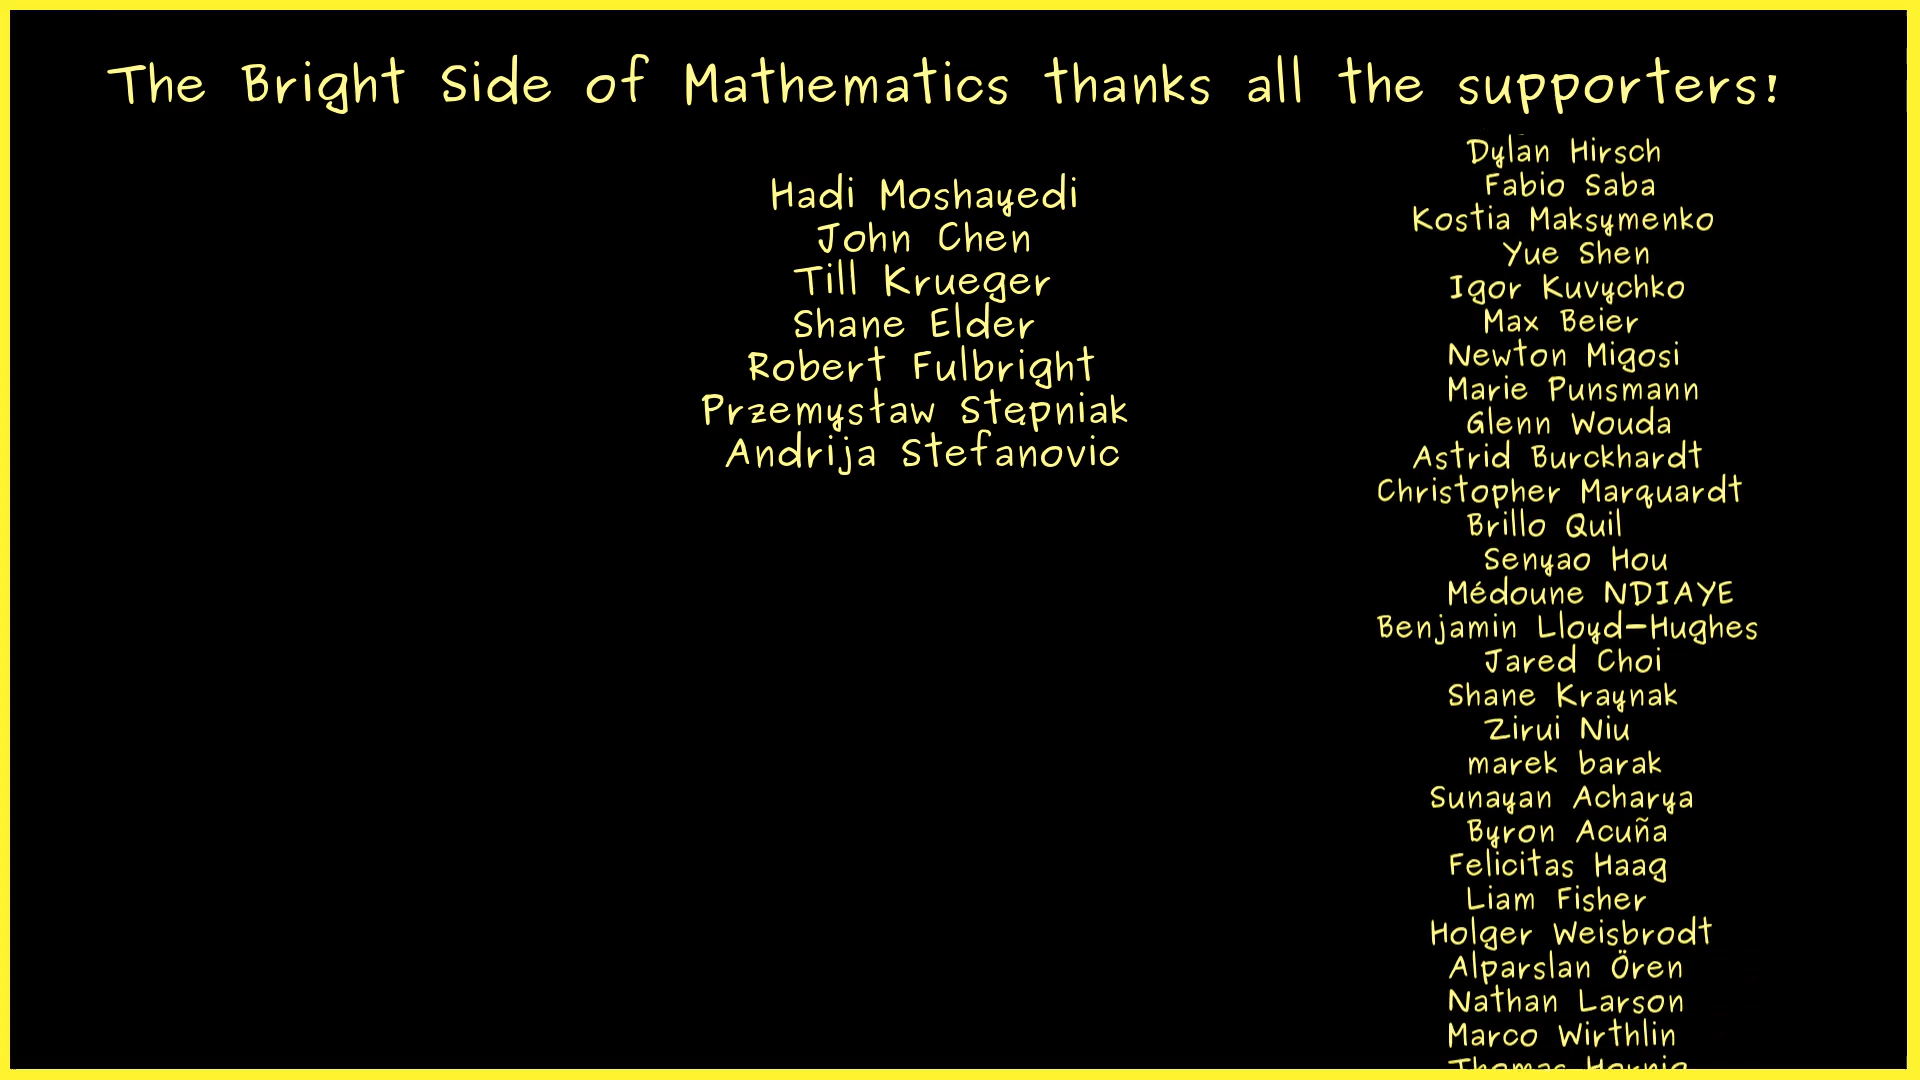 The Bright Side of Mathematics thanks all the supporters!
Hadi Moshayedi
John Chen
Till Krueger
Shane Elder
Robert Fulbright
Przemysław Stępniak
Andrija Stefanovic
Dylan Hirsch
Fabio Saba
Kostia Maksymenko
Yue Shen
Igor Kuvychko
Max Beier
Newton Migosi
Marie Punsmann
Glenn Wouda
Astrid Burckhardt
Christopher Marquardt
Brillo Quil
Senyao Hou
Médoune NDIAYE
Benjamin Lloyd-Hughes
Jared Choi
Shane Kraynak
Zirui Niu
marek barak
Sunayan Acharya
Byron Acuña
Felicitas Haag
Liam Fisher
Holger Weisbrodt
Alparslan Ören
Nathan Larson
Marco Wirthlin
Thomas